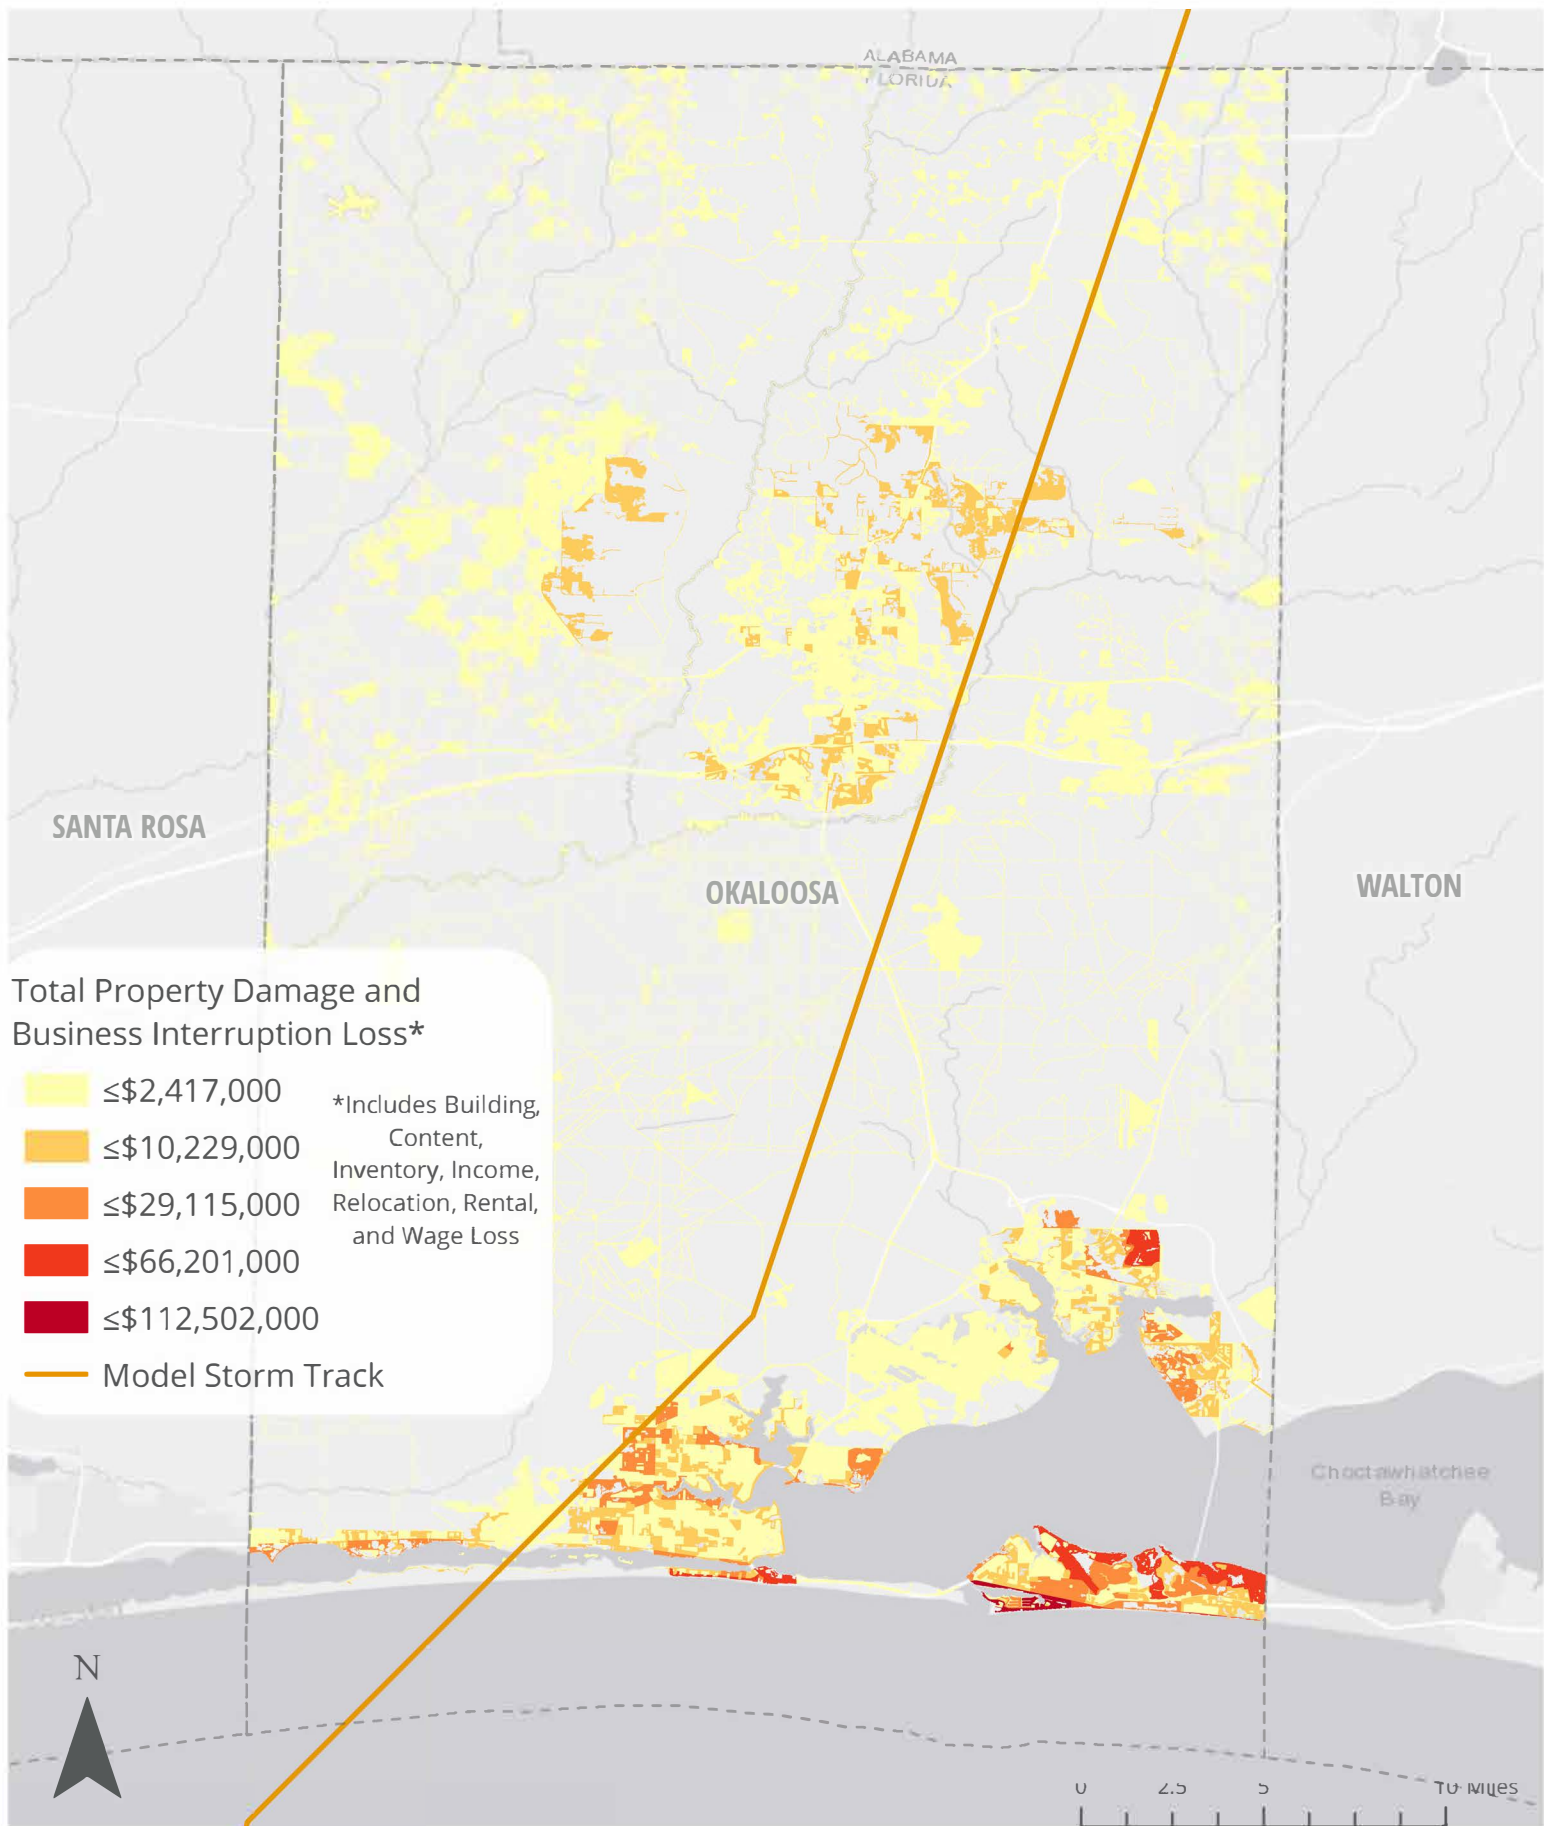 ALABAMA
FLORIDA
SANTA ROSA
OKALOOSA
WALTON
Total Property Damage and
Business Interruption Loss*
≤$2,417,000
≤$10,229,000
≤$29,115,000
≤$66,201,000
≤$112,502,000
Model Storm Track
*Includes Building,
Content,
Inventory, Income,
Relocation, Rental,
and Wage Loss
Choctawhatchee
Bay
N
0 2.5 5 10 Miles